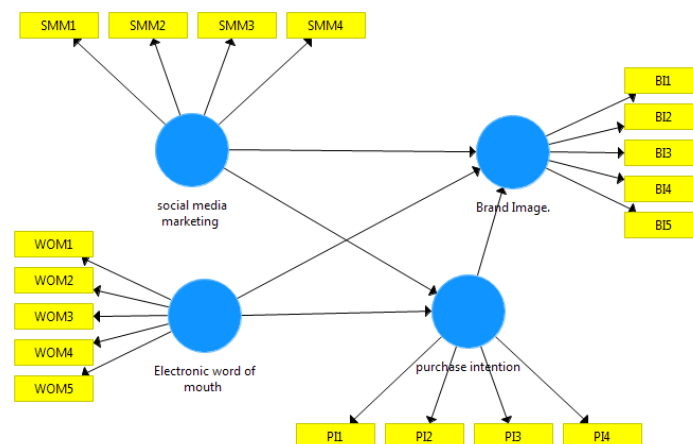 SMM1
SMM2
SMM3
SMM4
BI1
BI2
BI3
BI4
BI5
social media
marketing
Brand Image.
WOM1
WOM2
WOM3
WOM4
WOM5
Electronic word of
mouth
purchase intention
PI1
PI2
PI3
PI4